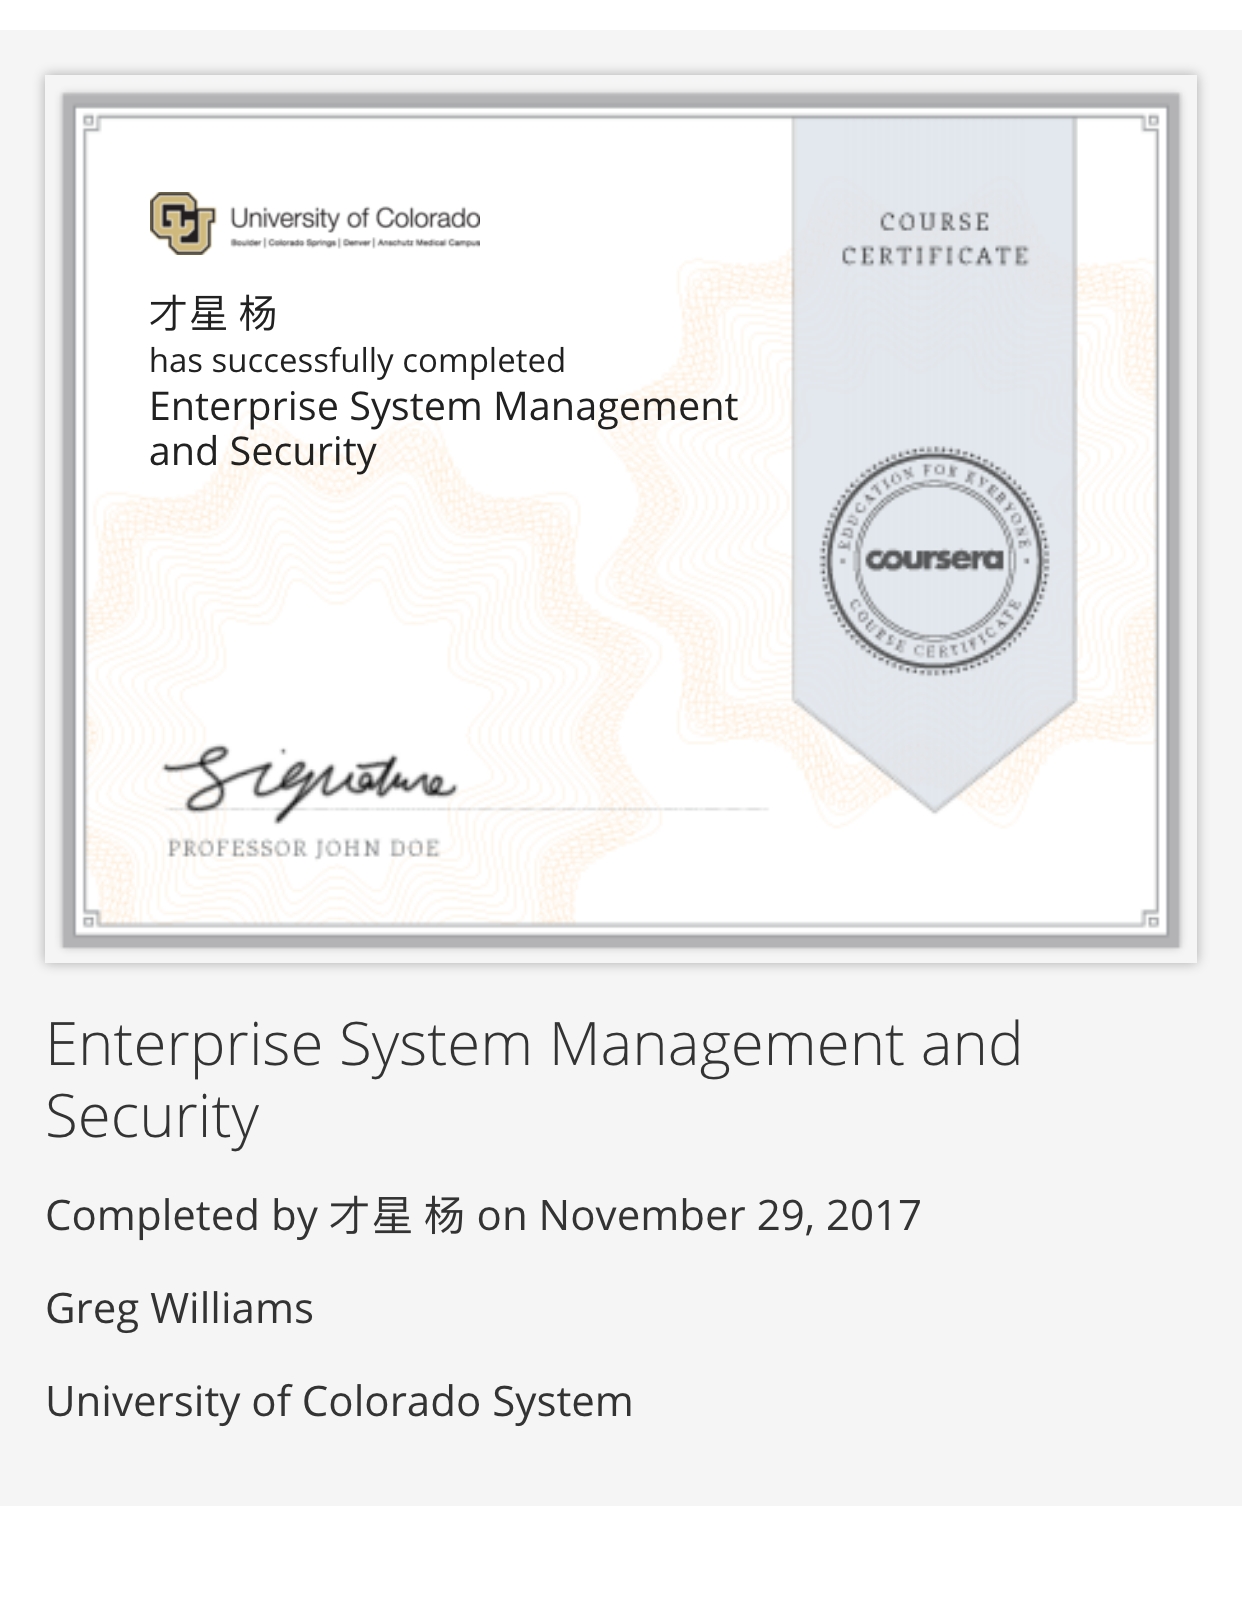 University of Colorado
Boulder | Colorado Springs | Denver | Anschutz Medical Campus
才星 杨
has successfully completed
Enterprise System Management
and Security
COURSE
CERTIFICATE
EDUCATION FOR EVERYONE
coursera
COURSE CERTIFICATE
Signature
PROFESSOR JOHN DOE
Enterprise System Management and
Security
Completed by 才星 杨 on November 29, 2017
Greg Williams
University of Colorado System